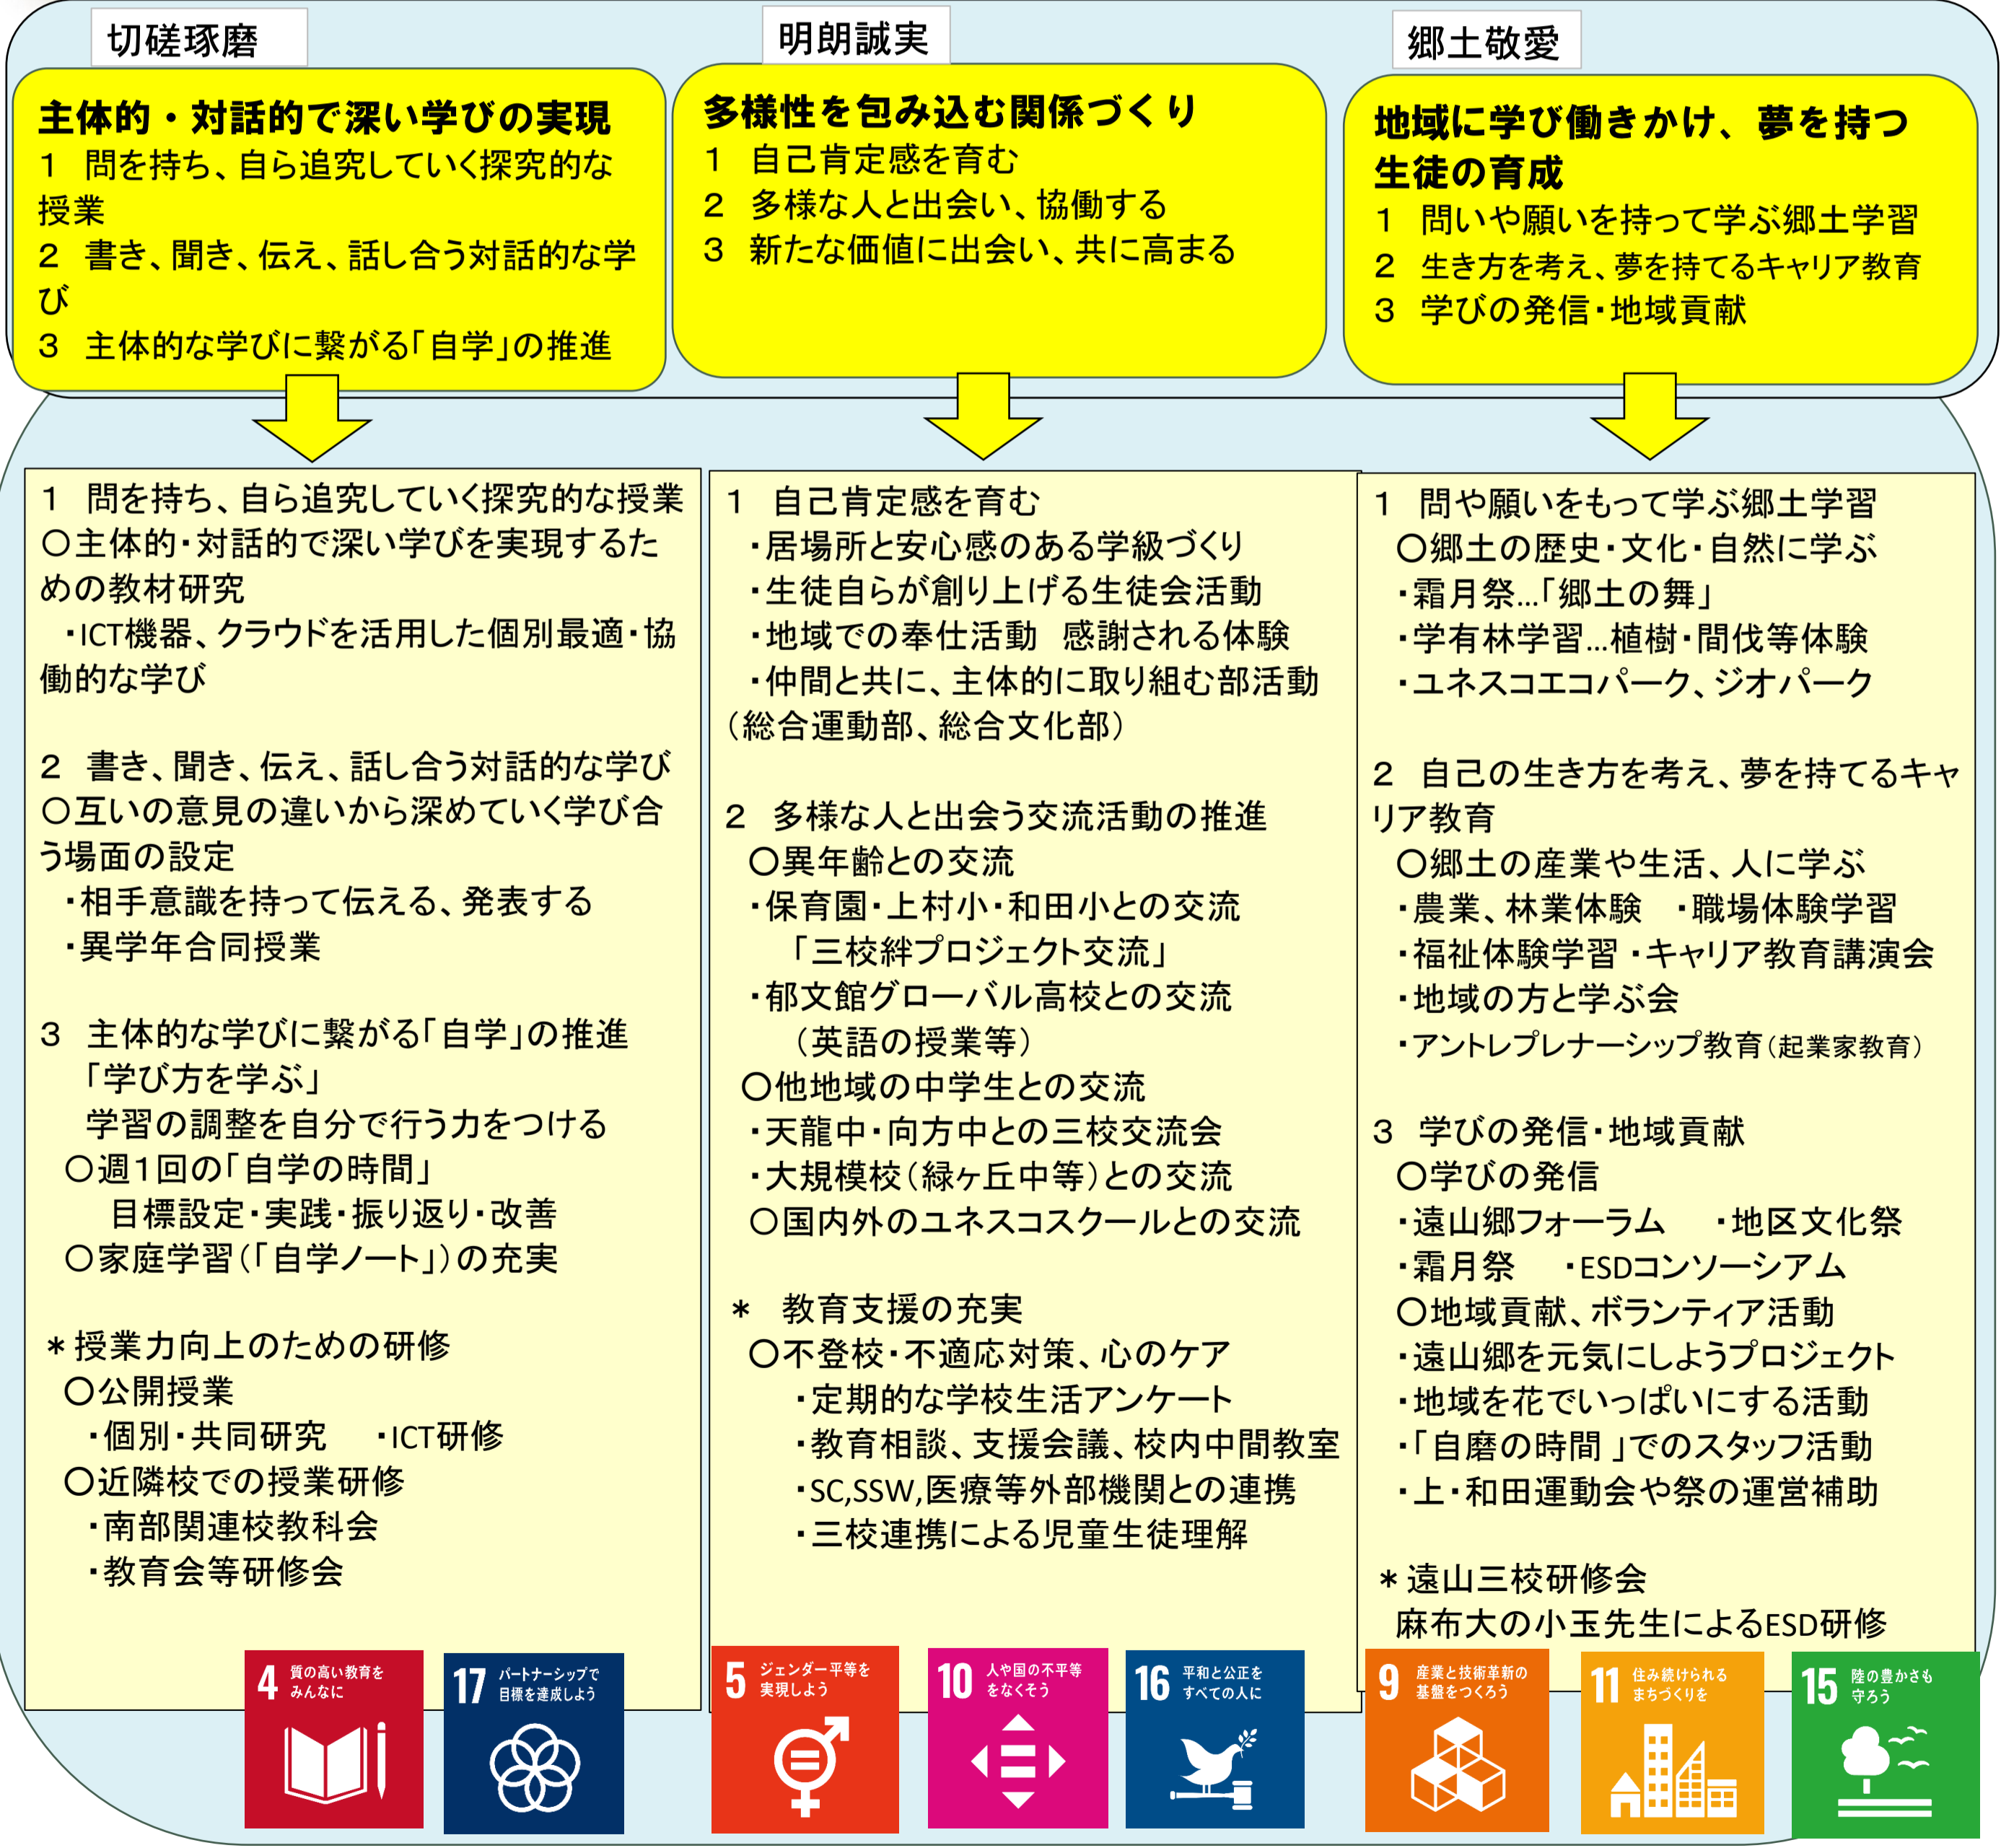 切磋琢磨
主体的・対話的で深い学びの実現
1 問を持ち、自ら追究していく探究的な
授業
2 書き、聞き、伝え、話し合う対話的な学
び
3 主体的な学びに繋がる「自学」の推進
明朗誠実
多様性を包み込む関係づくり
1 自己肯定感を育む
2 多様な人と出会い、協働する
3 新たな価値に出会い、共に高まる
郷土敬愛
地域に学び働きかけ、夢を持つ
生徒の育成
1 問いや願いを持って学ぶ郷土学習
2 生き方を考え、夢を持てるキャリア教育
3 学びの発信・地域貢献
1 問を持ち、自ら追究していく探究的な授業
〇主体的・対話的で深い学びを実現するた
めの教材研究
・ICT機器、クラウドを活用した個別最適・協
働的な学び
2 書き、聞き、伝え、話し合う対話的な学び
〇互いの意見の違いから深めていく学び合
う場面の設定
・相手意識を持って伝える、発表する
・異学年合同授業
3 主体的な学びに繋がる「自学」の推進
「学び方を学ぶ」
学習の調整を自分で行う力をつける
〇週1回の「自学の時間」
目標設定・実践・振り返り・改善
〇家庭学習(「自学ノート」)の充実
*授業力向上のための研修
〇公開授業
・個別・共同研究 ・ICT研修
〇近隣校での授業研修
・南部関連校教科会
・教育会等研修会
4 質の高い教育を
みんなに
17 パートナーシップで
目標を達成しよう
1 自己肯定感を育む
・居場所と安心感のある学級づくり
・生徒自らが創り上げる生徒会活動
・地域での奉仕活動 感謝される体験
・仲間と共に、主体的に取り組む部活動
(総合運動部、総合文化部)
2 多様な人と出会う交流活動の推進
〇異年齢との交流
・保育園・上村小・和田小との交流
「三校絆プロジェクト交流」
・郁文館グローバル高校との交流
(英語の授業等)
〇他地域の中学生との交流
・天龍中・向方中との三校交流会
・大規模校(緑ヶ丘中等)との交流
〇国内外のユネスコスクールとの交流
* 教育支援の充実
〇不登校・不適応対策、心のケア
・定期的な学校生活アンケート
・教育相談、支援会議、校内中間教室
・SC,SSW,医療等外部機関との連携
・三校連携による児童生徒理解
5 ジェンダー平等を
実現しよう
10 人や国の不平等
をなくそう
16 平和と公正を
すべての人に
1 問や願いをもって学ぶ郷土学習
〇郷土の歴史・文化・自然に学ぶ
・霜月祭…「郷土の舞」
・学有林学習…植樹・間伐等体験
・ユネスコエコパーク、ジオパーク
2 自己の生き方を考え、夢を持てるキャ
リア教育
〇郷土の産業や生活、人に学ぶ
・農業、林業体験 ・職場体験学習
・福祉体験学習・キャリア教育講演会
・地域の方と学ぶ会
・アントレプレナーシップ教育(起業家教育)
3 学びの発信・地域貢献
〇学びの発信
・遠山郷フォーラム ・地区文化祭
・霜月祭 ・ESDコンソーシアム
〇地域貢献、ボランティア活動
・遠山郷を元気にしようプロジェクト
・地域を花でいっぱいにする活動
・「自磨の時間」でのスタッフ活動
・上・和田運動会や祭の運営補助
*遠山三校研修会
麻布大の小玉先生によるESD研修
9 産業と技術革新の
基盤をつくろう
11 住み続けられる
まちづくりを
15 陸の豊かさも
守ろう